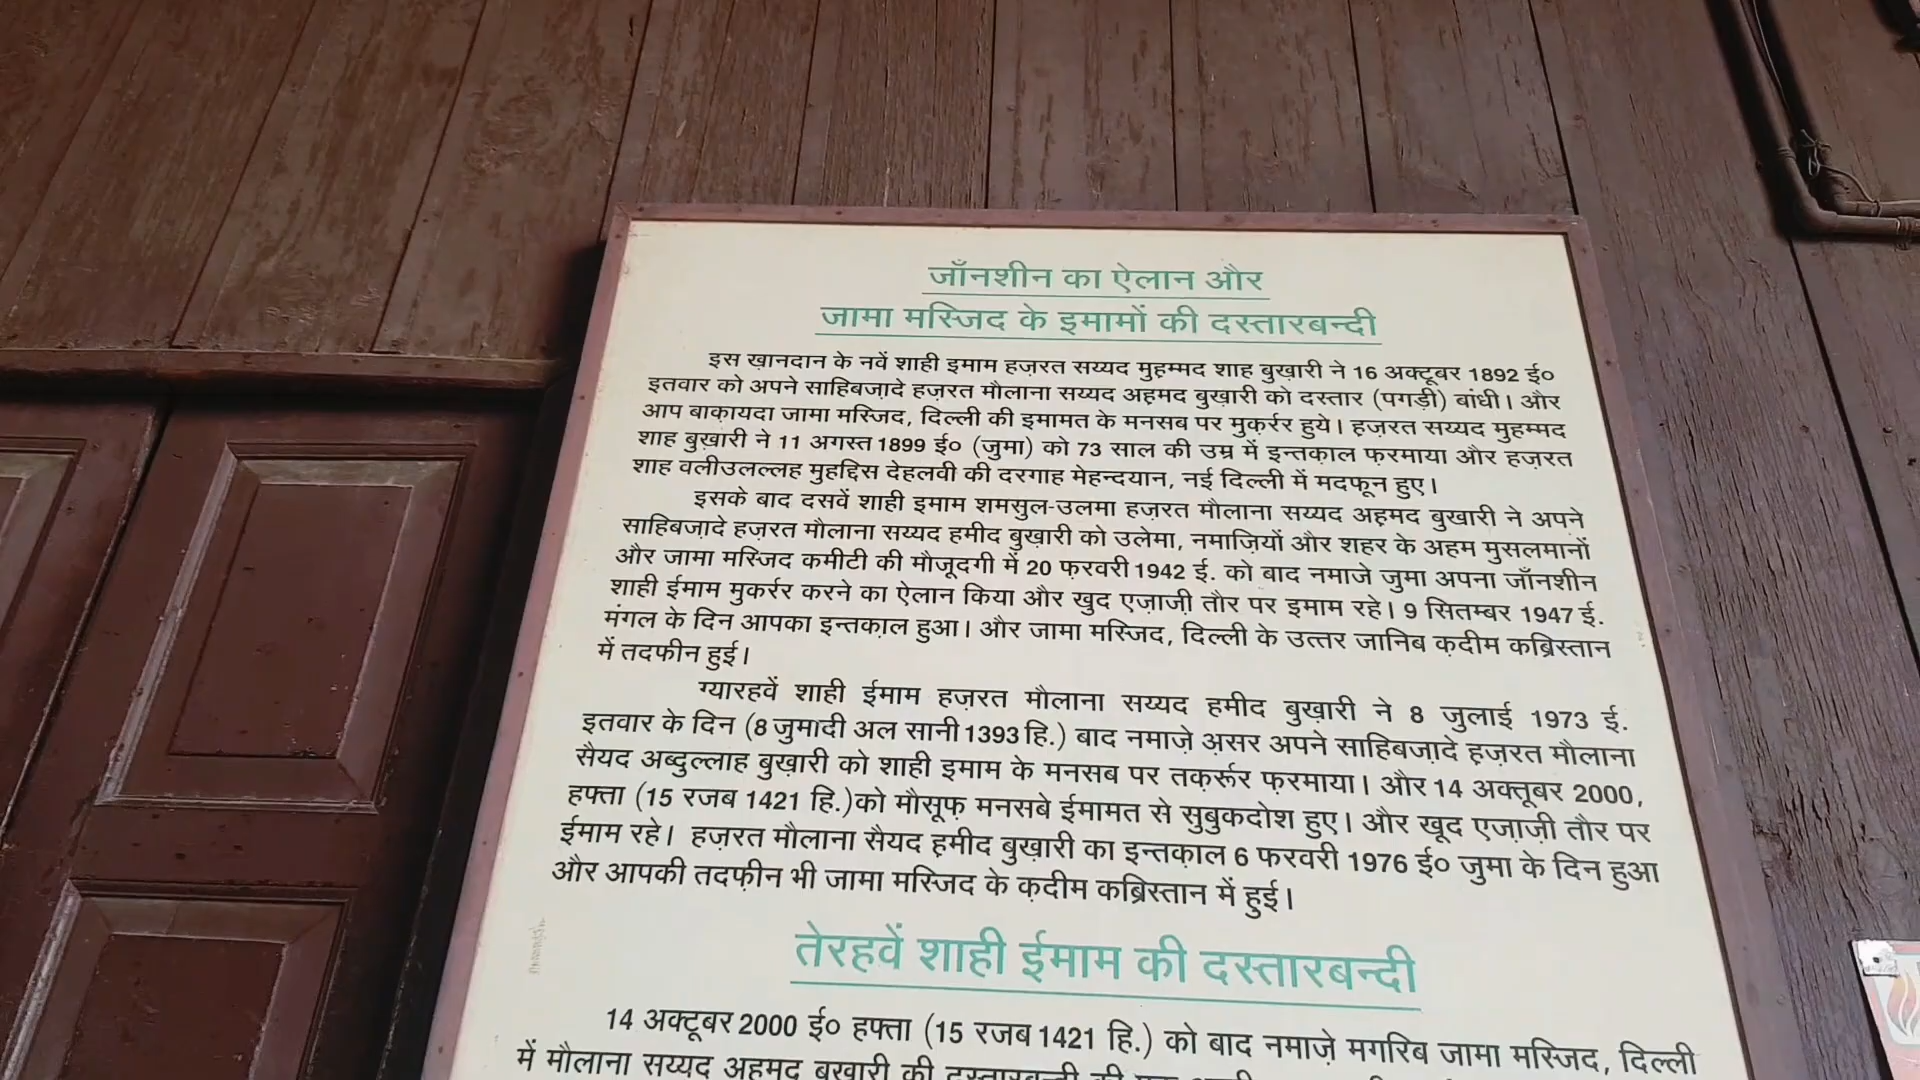 जाँनशीन का ऐलान और
जामा मस्जिद के इमामों की दस्तारबन्दी
इस ख़ानदान के नवें शाही इमाम हज़रत सय्यद मुहम्मद शाह बुख़ारी ने 16 अक्टूबर 1892 ई०
इतवार को अपने साहिबज़ादे हज़रत मौलाना सय्यद अहमद बुख़ारी को दस्तार (पगड़ी) बांधी। और
आप बाक़ायदा जामा मस्जिद, दिल्ली की इमामत के मनसब पर मुक़र्रर हुये। हज़रत सय्यद मुहम्मद
शाह बुख़ारी ने 11 अगस्त 1899 ई० (जुमा) को 73 साल की उम्र में इन्तक़ाल फ़रमाया और हज़रत
शाह वलीउलल्लह मुहद्दिस देहलवी की दरगाह मेहन्दयान, नई दिल्ली में मदफून हुए।
इसके बाद दसवें शाही इमाम शमसुल-उलमा हज़रत मौलाना सय्यद अहमद बुख़ारी ने अपने
साहिबज़ादे हज़रत मौलाना सय्यद हमीद बुख़ारी को उलेमा, नमाज़ियों और शहर के अहम मुसलमानों
और जामा मस्जिद कमीटी की मौजूदगी में 20 फ़रवरी 1942 ई. को बाद नमाजे जुमा अपना जाँनशीन
शाही ईमाम मुकर्रर करने का ऐलान किया और खुद एज़ाज़ी तौर पर इमाम रहे। 9 सितम्बर 1947 ई.
मंगल के दिन आपका इन्तक़ाल हुआ। और जामा मस्जिद, दिल्ली के उत्तर जानिब क़दीम कब्रिस्तान
में तदफीन हुई।
ग्यारहवें शाही ईमाम हज़रत मौलाना सय्यद हमीद बुख़ारी ने 8 जुलाई 1973 ई.
इतवार के दिन (8 जुमादी अल सानी 1393 हि.) बाद नमाज़े अ़सर अपने साहिबज़ादे ह़ज़रत मौलाना
सैयद अब्दुल्लाह बुख़ारी को शाही इमाम के मनसब पर तक़र्रूर फ़रमाया। और 14 अक्तूबर 2000,
हफ्ता (15 रजब 1421 हि.)को मौसूफ़ मनसबे ईमामत से सुबुकदोश हुए। और खूद एज़ाज़ी तौर पर
ईमाम रहे। हज़रत मौलाना सैयद ह़मीद बुख़ारी का इन्तक़ाल 6 फरवरी 1976 ई० जुमा के दिन हुआ
और आपकी तदफ़ीन भी जामा मस्जिद के क़दीम कब्रिस्तान में हुई।
तेरहवें शाही ईमाम की दस्तारबन्दी
14 अक्टूबर 2000 ई० हफ्ता (15 रजब 1421 हि.) को बाद नमाज़े मगरिब जामा मस्जिद, दिल्ली
में मौलाना सय्यद अहमद बुख़ारी की दस्तारबन्दी की